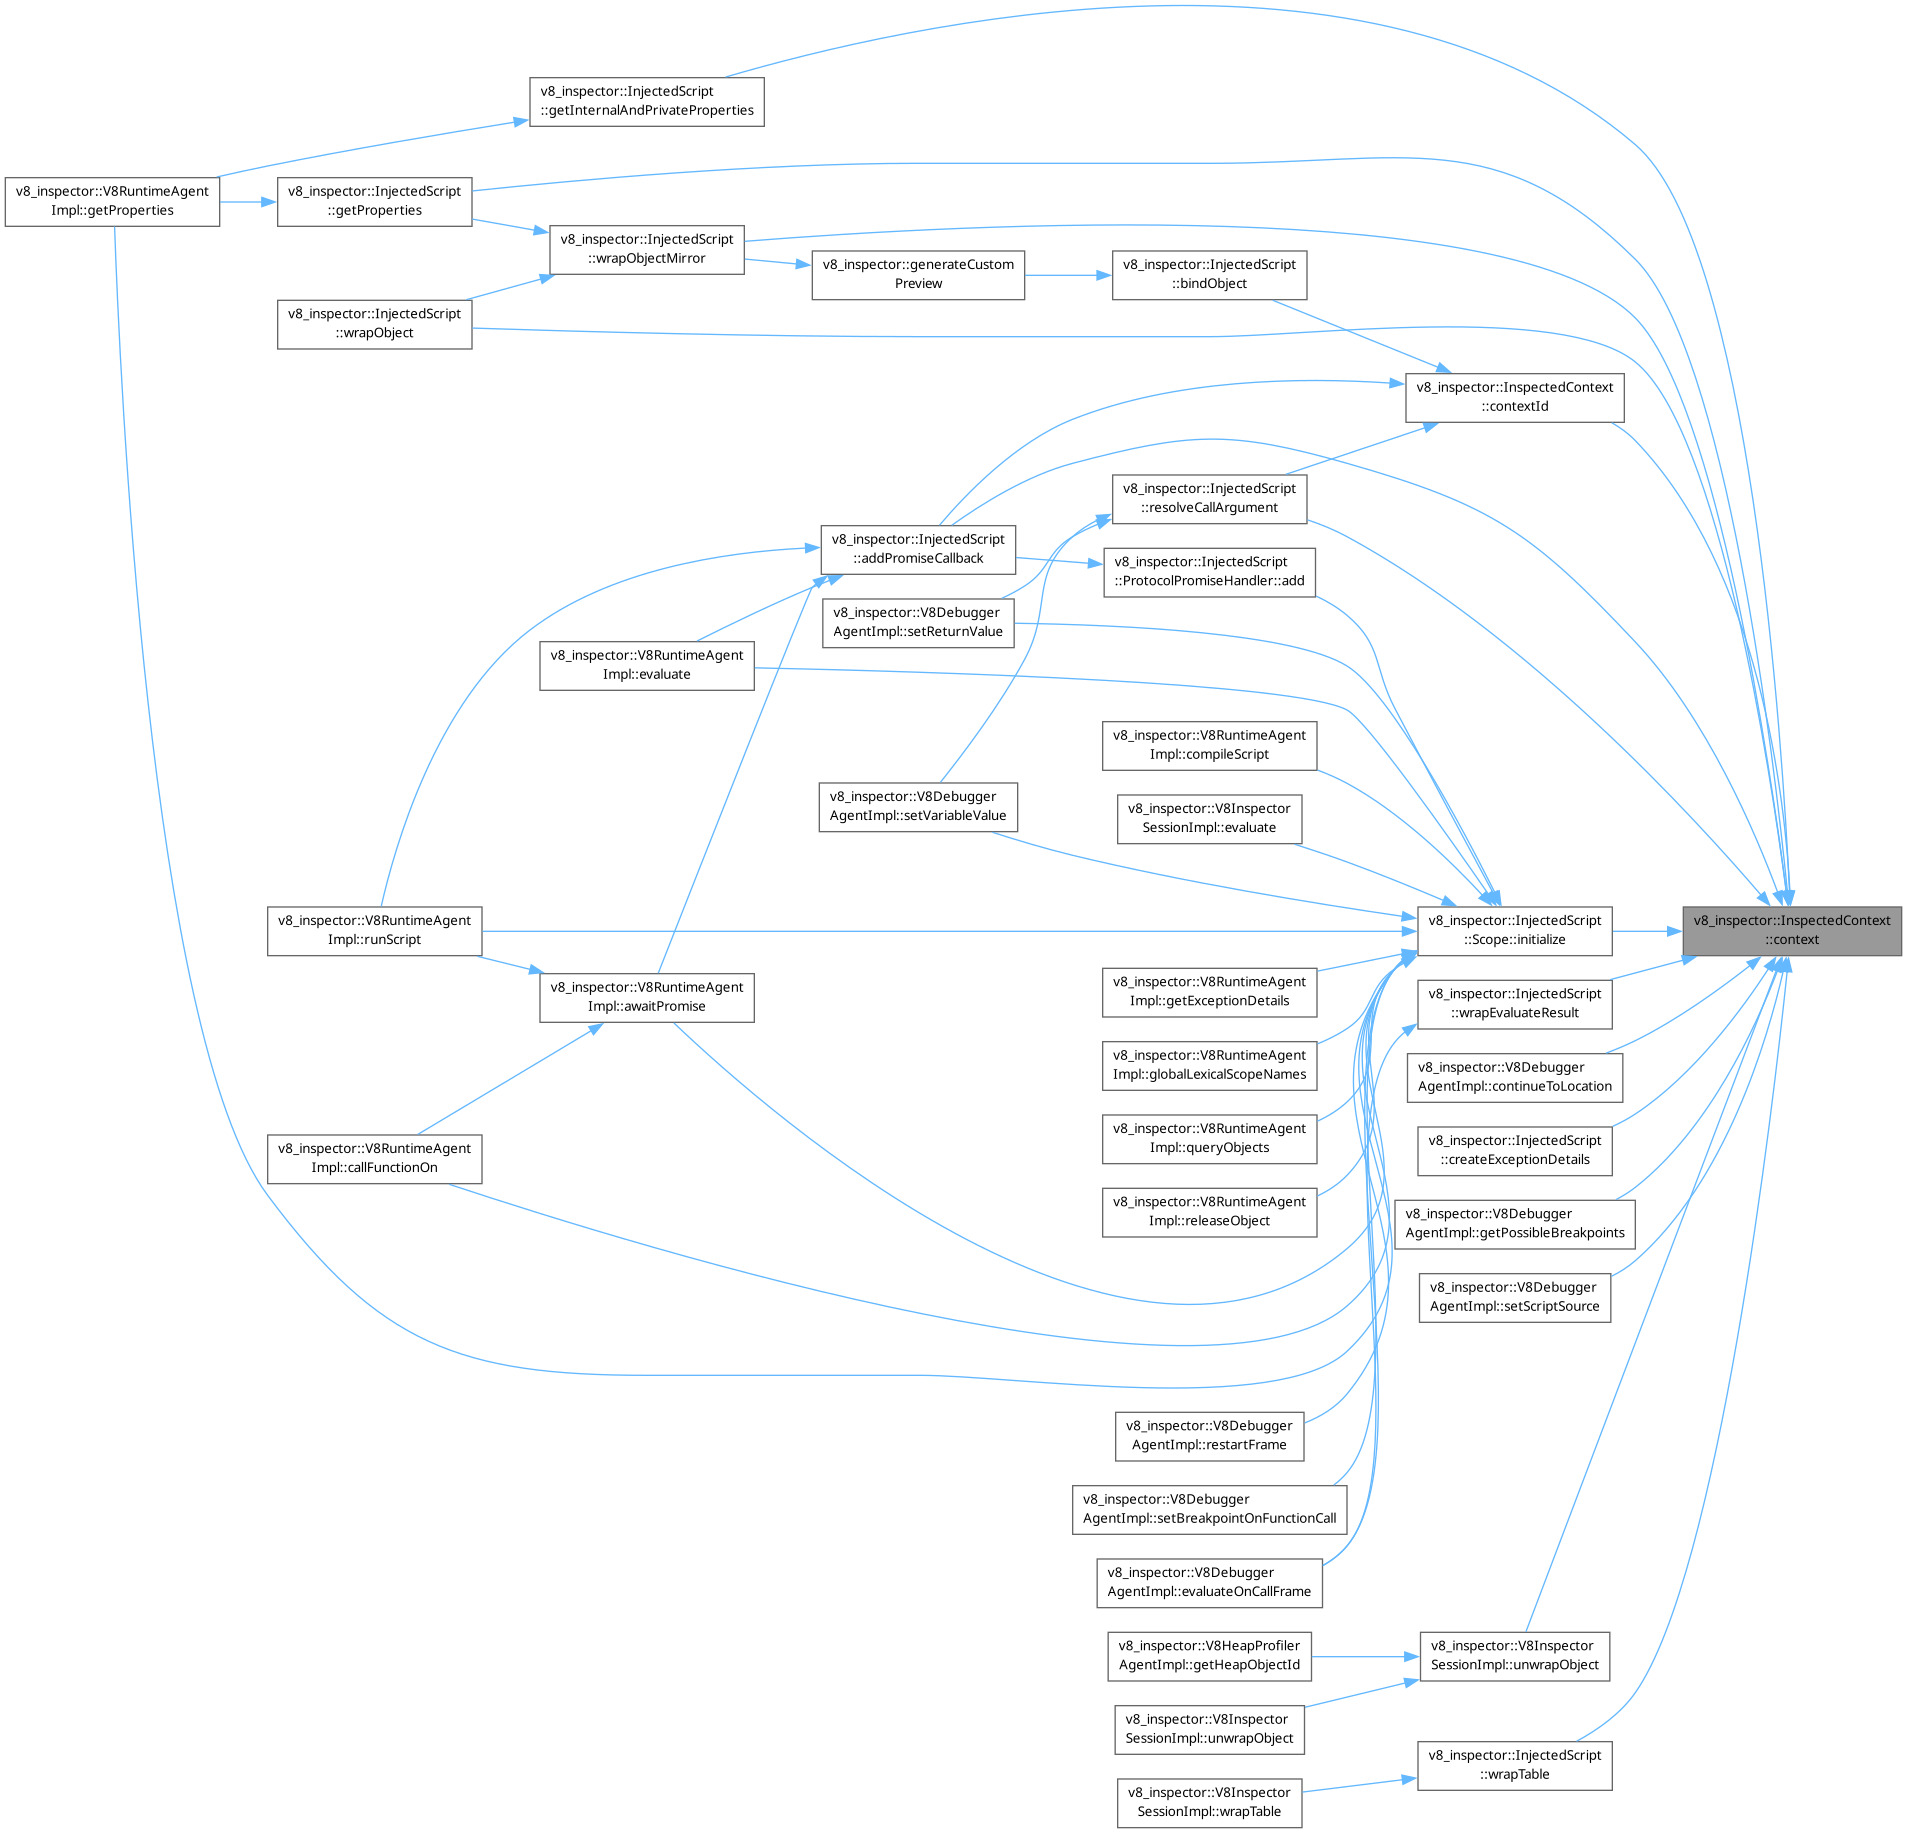 v8_inspector::InjectedScript
::getInternalAndPrivateProperties
v8_inspector::V8RuntimeAgent
Impl::getProperties
v8_inspector::InjectedScript
::getProperties
v8_inspector::InjectedScript
::wrapObjectMirror
v8_inspector::generateCustom
Preview
v8_inspector::InjectedScript
::bindObject
v8_inspector::InjectedScript
::wrapObject
v8_inspector::InspectedContext
::contextId
v8_inspector::InjectedScript
::resolveCallArgument
v8_inspector::InjectedScript
::addPromiseCallback
v8_inspector::InjectedScript
::ProtocolPromiseHandler::add
v8_inspector::V8Debugger
AgentImpl::setReturnValue
v8_inspector::V8RuntimeAgent
Impl::evaluate
v8_inspector::V8RuntimeAgent
Impl::compileScript
v8_inspector::V8Debugger
AgentImpl::setVariableValue
v8_inspector::V8Inspector
SessionImpl::evaluate
v8_inspector::V8RuntimeAgent
Impl::runScript
v8_inspector::InjectedScript
::Scope::initialize
v8_inspector::InspectedContext
::context
v8_inspector::V8RuntimeAgent
Impl::awaitPromise
v8_inspector::V8RuntimeAgent
Impl::getExceptionDetails
v8_inspector::InjectedScript
::wrapEvaluateResult
v8_inspector::V8RuntimeAgent
Impl::globalLexicalScopeNames
v8_inspector::V8Debugger
AgentImpl::continueToLocation
v8_inspector::V8RuntimeAgent
Impl::callFunctionOn
v8_inspector::V8RuntimeAgent
Impl::queryObjects
v8_inspector::InjectedScript
::createExceptionDetails
v8_inspector::V8RuntimeAgent
Impl::releaseObject
v8_inspector::V8Debugger
AgentImpl::getPossibleBreakpoints
v8_inspector::V8Debugger
AgentImpl::setScriptSource
v8_inspector::V8Debugger
AgentImpl::restartFrame
v8_inspector::V8Debugger
AgentImpl::setBreakpointOnFunctionCall
v8_inspector::V8Debugger
AgentImpl::evaluateOnCallFrame
v8_inspector::V8HeapProfiler
AgentImpl::getHeapObjectId
v8_inspector::V8Inspector
SessionImpl::unwrapObject
v8_inspector::V8Inspector
SessionImpl::unwrapObject
v8_inspector::InjectedScript
::wrapTable
v8_inspector::V8Inspector
SessionImpl::wrapTable